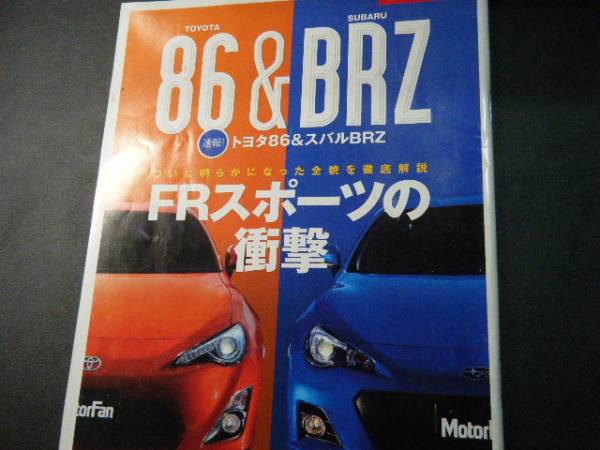 TOYOTA
SUBARU
86&BRZ
速報!
トヨタ86&スバルBRZ
ついに明らかになった全貌を徹底解説
FRスポーツの
衝撃
torFan
Motor